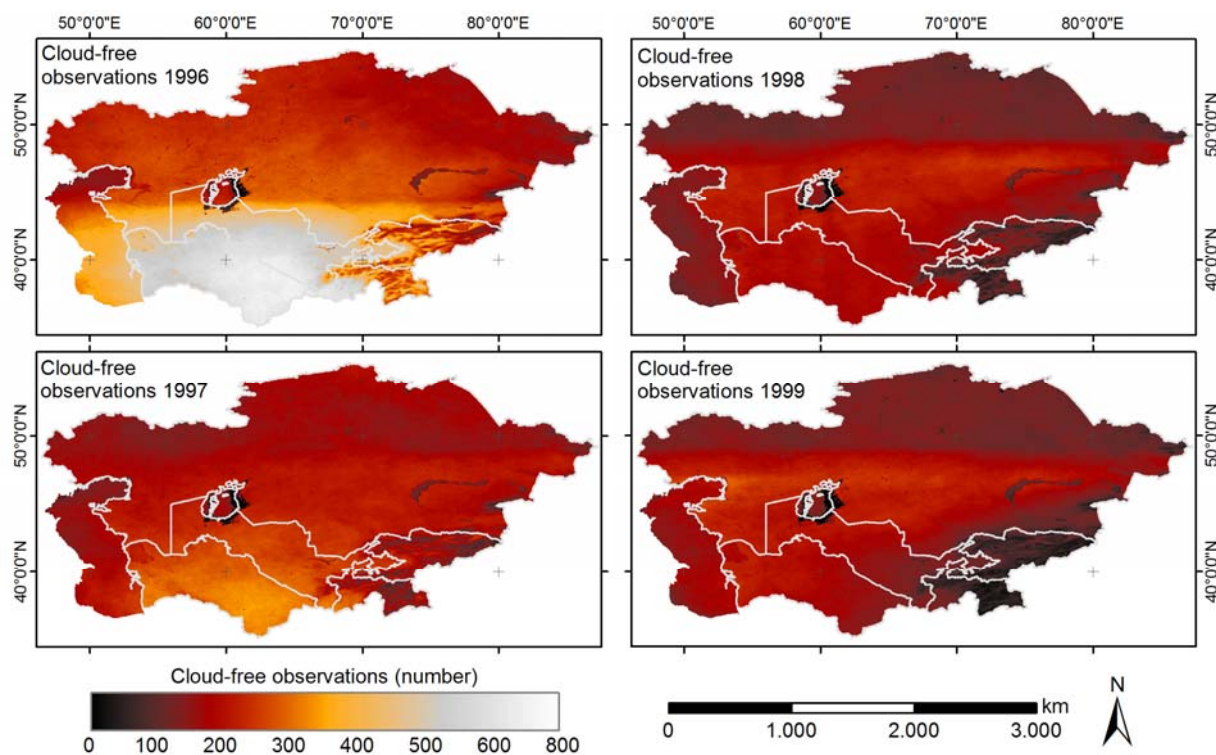 50°0'0"E 60°0'0"E 70°0'0"E 80°0'0"E
50°0'0"E 60°0'0"E 70°0'0"E 80°0'0"E
Cloud-free
observations 1996
50°0'0"N
40°0'0"N
Cloud-free
observations 1998
50°0'0"N
40°0'0"N
Cloud-free
observations 1997
50°0'0"N
40°0'0"N
Cloud-free
observations 1999
50°0'0"N
40°0'0"N
Cloud-free observations (number)
0 100 200 300 400 500 600 800
km
0 1.000 2.000 3.000
N